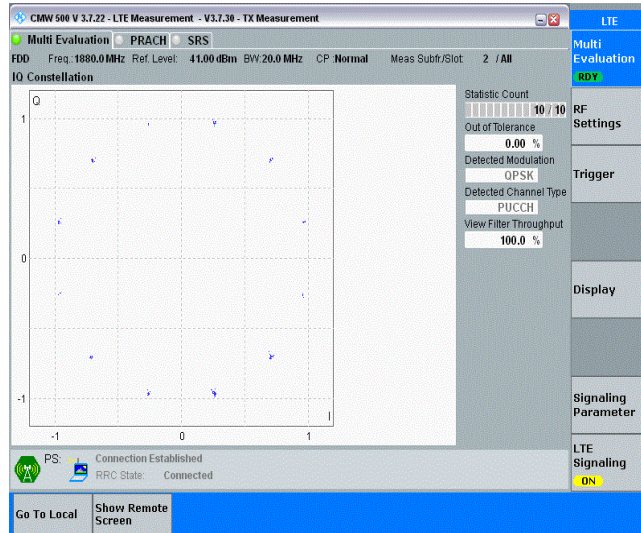 CMW 500 V 3.7.22 - LTE Measurement - V3.7.30 - TX Measurement
LTE
Multi Evaluation PRACH SRS
FDD Freq.:1880.0 MHz Ref. Level: 41.00 dBm BW:20.0 MHz CP :Normal Meas Subfr./Slot: 2 / All
IQ Constellation
Q
1
0
-1
-1 0 1
I
Statistic Count
10 / 10
Out of Tolerance
0.00 %
Detected Modulation
QPSK
Detected Channel Type
PUCCH
View Filter Throughput
100.0 %
Multi
Evaluation
RDY
RF
Settings
Trigger
Display
Signaling
Parameter
LTE
Signaling
ON
PS: Connection Established
RRC State: Connected
Go To Local
Show Remote
Screen